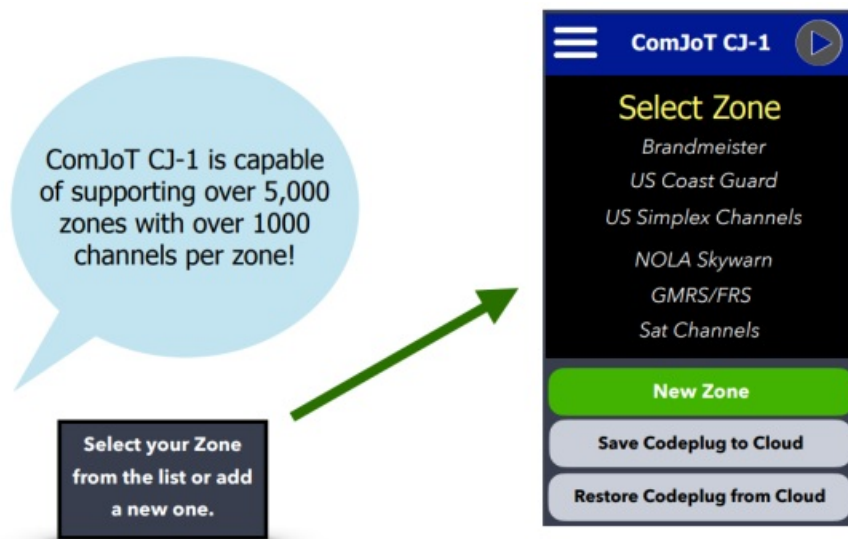 ComJoT CJ-1 is capable
of supporting over 5,000
zones with over 1000
channels per zone!
Select your Zone
from the list or add
a new one.
ComJoT CJ-1
Select Zone
Brandmeister
US Coast Guard
US Simplex Channels
NOLA Skywarn
GMRS/FRS
Sat Channels
New Zone
Save Codeplug to Cloud
Restore Codeplug from Cloud